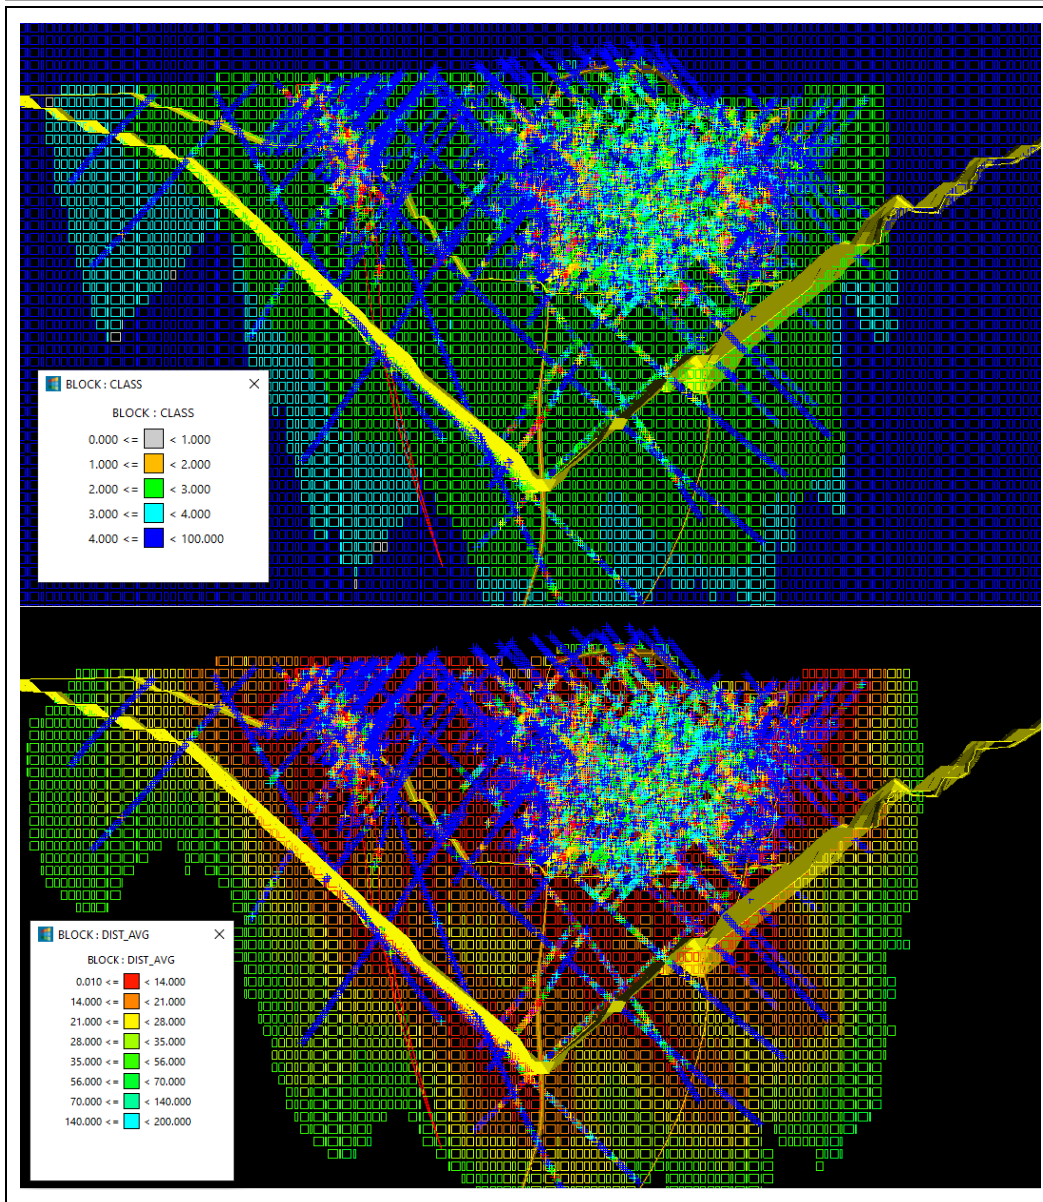 BLOCK : CLASS
BLOCK : CLASS
0.000 <= < 1.000
1.000 <= < 2.000
2.000 <= < 3.000
3.000 <= < 4.000
4.000 <= < 100.000
BLOCK : DIST_AVG
BLOCK : DIST_AVG
0.010 <= < 14.000
14.000 <= < 21.000
21.000 <= < 28.000
28.000 <= < 35.000
35.000 <= < 56.000
56.000 <= < 70.000
70.000 <= < 140.000
140.000 <= < 200.000